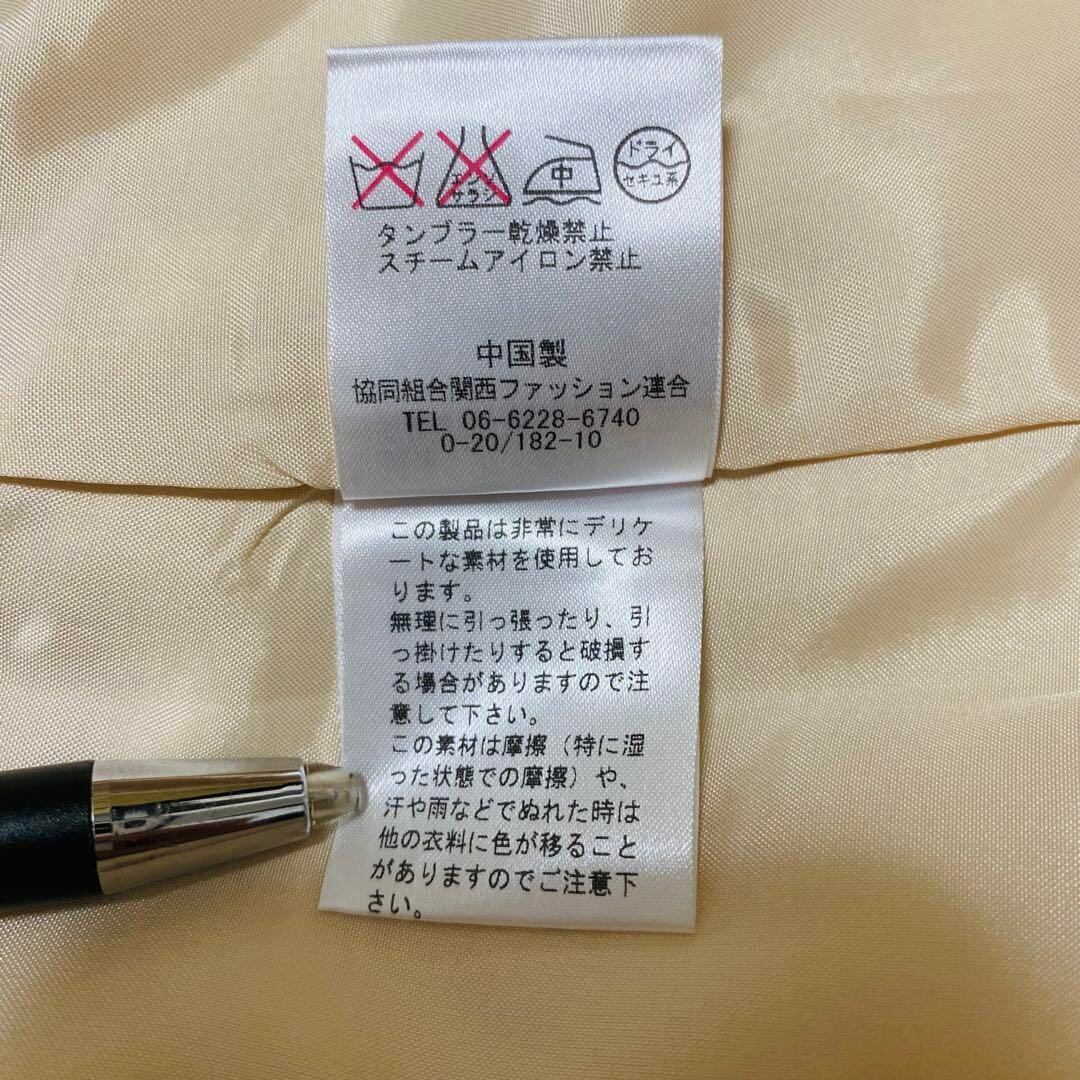 エンソ
サラシ
中
ドライ
セキユ系
タンブラー乾燥禁止
スチームアイロン禁止
中国製
協同組合関西ファッション連合
TEL 06-6228-6740
0-20/182-10
この製品は非常にデリケ
ートな素材を使用してお
ります。
無理に引っ張ったり、引
っ掛けたりすると破損す
る場合がありますので注
意して下さい。
この素材は摩擦（特に湿
った状態での摩擦）や、
汗や雨などでぬれた時は
他の衣料に色が移ること
がありますのでご注意下
さい。